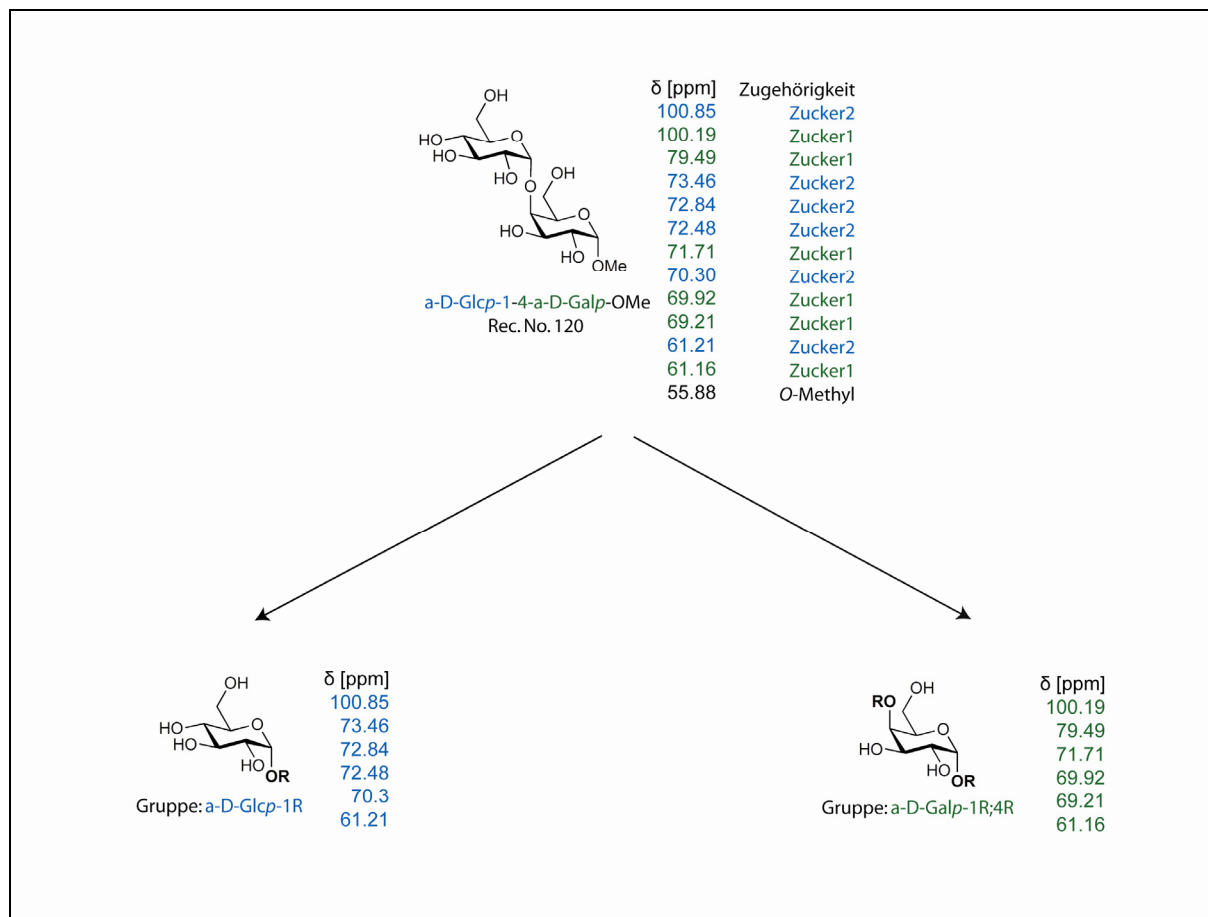 δ [ppm] Zugehörigkeit
100.85 Zucker2
100.19 Zucker1
79.49 Zucker1
73.46 Zucker2
72.84 Zucker2
72.48 Zucker2
71.71 Zucker1
70.30 Zucker2
69.92 Zucker1
69.21 Zucker1
61.21 Zucker2
61.16 Zucker1
55.88 O-Methyl
OH
HO
HO
O
HO
O
OH
O
HO
HO
OMe
a-D-Glcp-1-4-a-D-Galp-OMe
Rec. No. 120
OH
HO
HO
O
HO
OR
Gruppe: a-D-Glcp-1R
δ [ppm]
100.85
73.46
72.84
72.48
70.3
61.21
OH
RO
O
HO
HO
OR
Gruppe: a-D-Galp-1R;4R
δ [ppm]
100.19
79.49
71.71
69.92
69.21
61.16